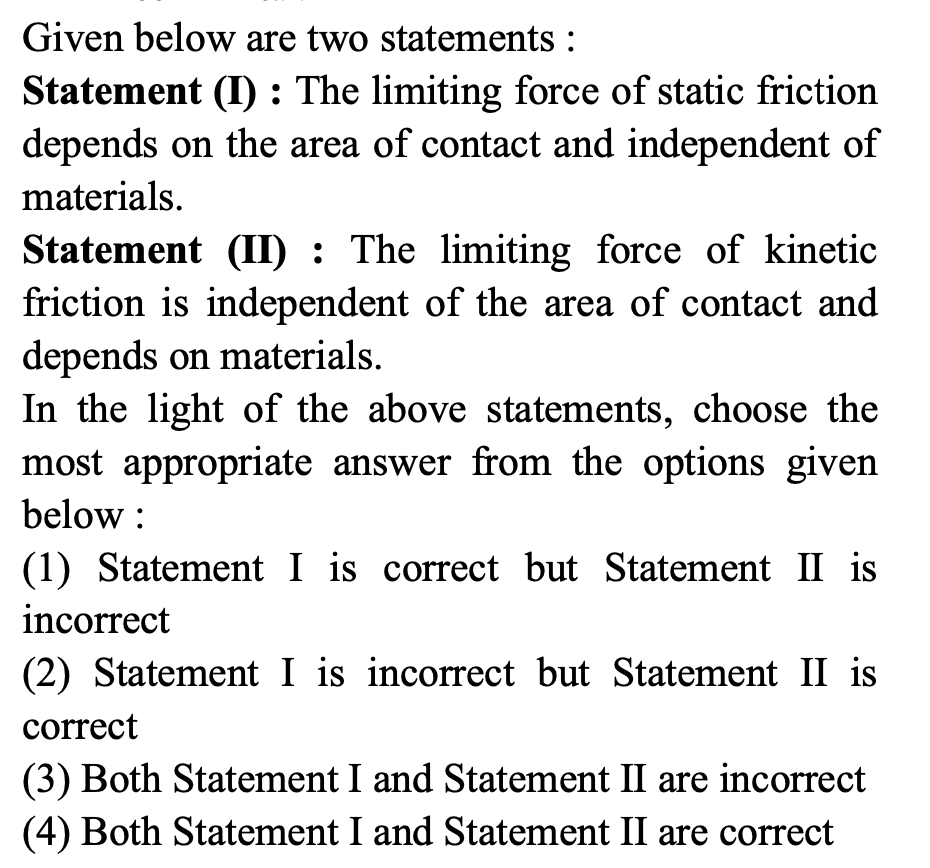 Given below are two statements :
Statement (I) : The limiting force of static friction
depends on the area of contact and independent of
materials.
Statement (II) : The limiting force of kinetic
friction is independent of the area of contact and
depends on materials.
In the light of the above statements, choose the
most appropriate answer from the options given
below :
(1) Statement I is correct but Statement II is
incorrect
(2) Statement I is incorrect but Statement II is
correct
(3) Both Statement I and Statement II are incorrect
(4) Both Statement I and Statement II are correct